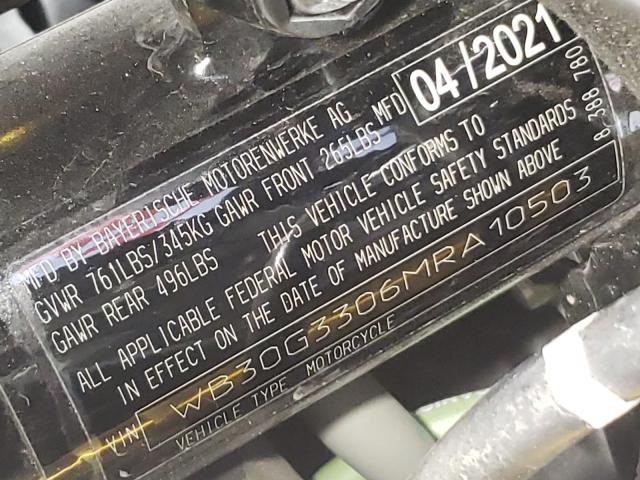 MFD BY BAYERISCHE MOTORENWERKE AG MFD 04/2021
GVWR 761LBS/345KG GAWR FRONT 265LBS
GAWR REAR 496LBS THIS VEHICLE CONFORMS TO
ALL APPLICABLE FEDERAL MOTOR VEHICLE SAFETY STANDARDS
IN EFFECT ON THE DATE OF MANUFACTURE SHOWN ABOVE
VIN WB30G3306MRA10503
VEHICLE TYPE MOTORCYCLE
8 388 780